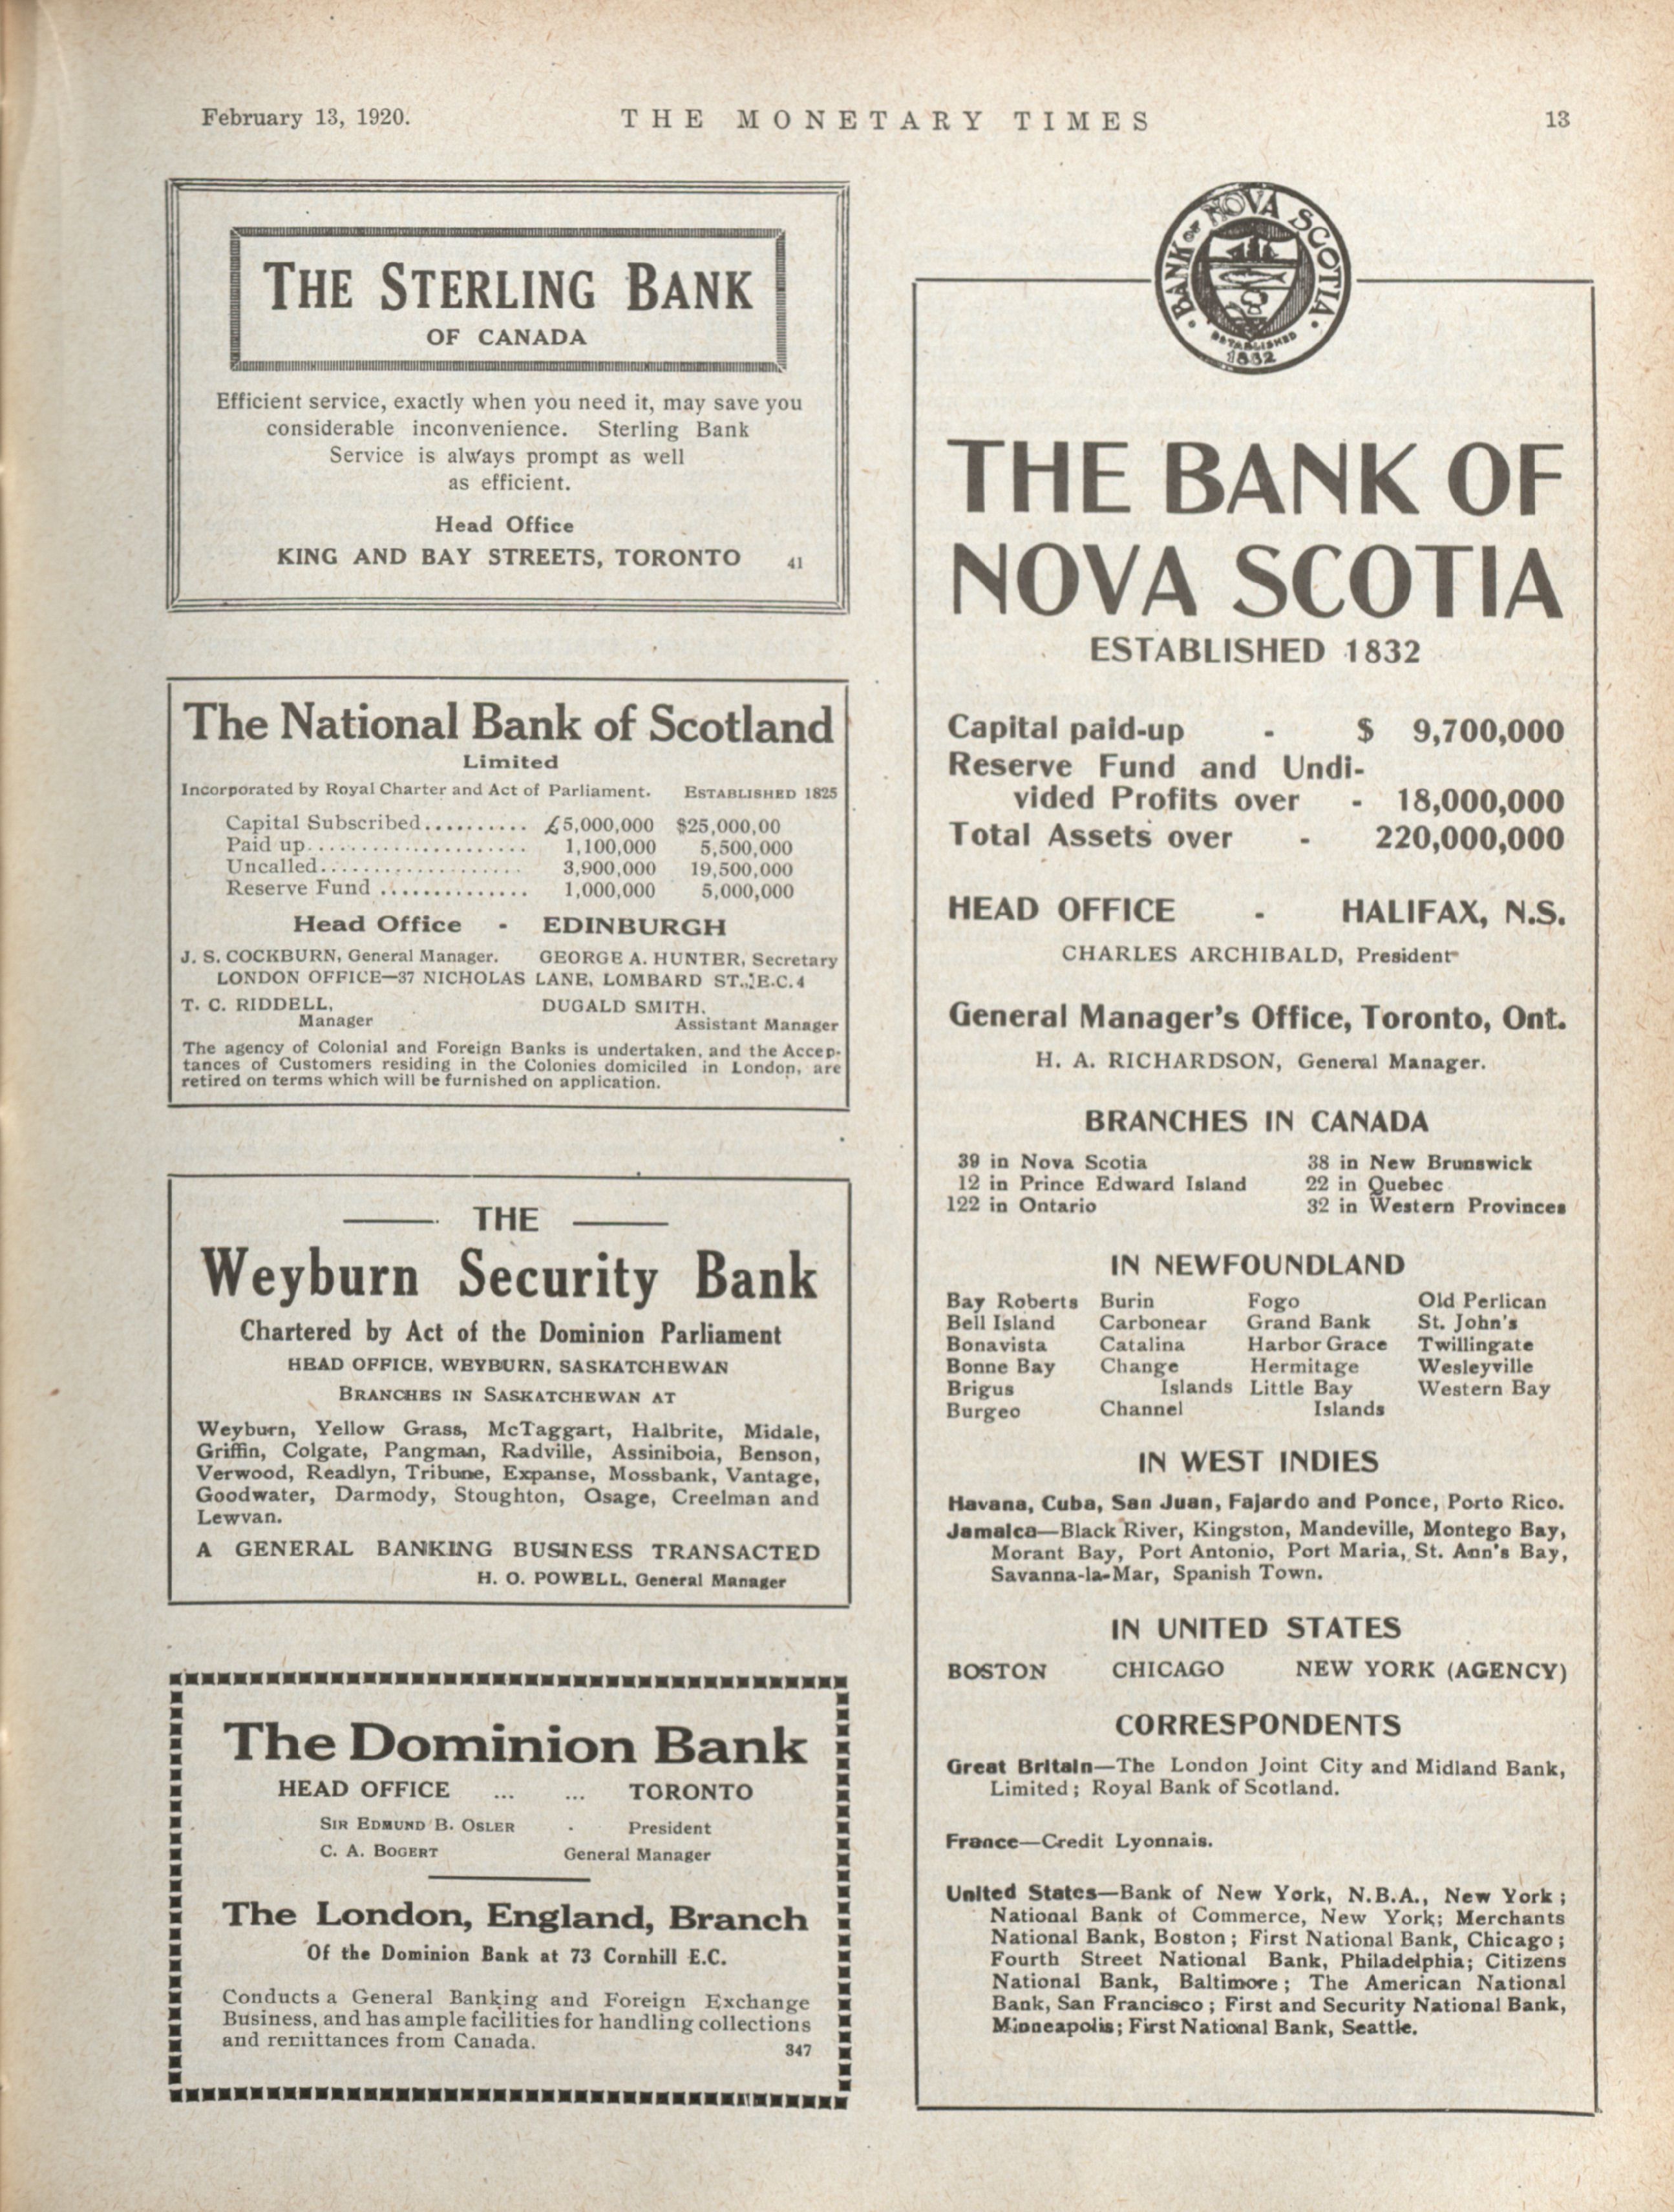 February 13, 1920.
THE MONETARY TIMES
13
THE STERLING BANK
OF CANADA
Efficient service, exactly when you need it, may save you
considerable inconvenience. Sterling Bank
Service is always prompt as well
as efficient.
Head Office
KING AND BAY STREETS, TORONTO 41
The National Bank of Scotland
Limited
Incorporated by Royal Charter and Act of Parliament. ESTABLISHED 1825
Capital Subscribed.......... £5,000,000 $25,000,00
Paid up...................... 1,100,000 5,500,000
Uncalled.................... 3,900,000 19,500,000
Reserve Fund .............. 1,000,000 5,000,000
Head Office - EDINBURGH
J. S. COCKBURN, General Manager. GEORGE A. HUNTER, Secretary
LONDON OFFICE—37 NICHOLAS LANE, LOMBARD ST., E.C.4
T. C. RIDDELL, DUGALD SMITH.
Manager Assistant Manager
The agency of Colonial and Foreign Banks is undertaken, and the Accep-
tances of Customers residing in the Colonies domiciled in London, are
retired on terms which will be furnished on application.
THE
Weyburn Security Bank
Chartered by Act of the Dominion Parliament
HEAD OFFICE, WEYBURN, SASKATCHEWAN
BRANCHES IN SASKATCHEWAN AT
Weyburn, Yellow Grass, McTaggart, Halbrite, Midale,
Griffin, Colgate, Pangman, Radville, Assiniboia, Benson,
Verwood, Readlyn, Tribune, Expanse, Mossbank, Vantage,
Goodwater, Darmody, Stoughton, Osage, Creelman and
Lewvan.
A GENERAL BANKING BUSINESS TRANSACTED
H. O. POWELL, General Manager
The Dominion Bank
HEAD OFFICE ... ... TORONTO
SIR EDMUND B. OSLER - President
C. A. BOGERT General Manager
The London, England, Branch
Of the Dominion Bank at 73 Cornhill E.C.
Conducts a General Banking and Foreign Exchange
Business, and has ample facilities for handling collections
and remittances from Canada. 347
BANK OF NOVA SCOTIA
ESTABLISHED
1832
THE BANK OF
NOVA SCOTIA
ESTABLISHED 1832
Capital paid-up - $ 9,700,000
Reserve Fund and Undi-
vided Profits over - 18,000,000
Total Assets over - 220,000,000
HEAD OFFICE - HALIFAX, N.S.
CHARLES ARCHIBALD, President
General Manager's Office, Toronto, Ont.
H. A. RICHARDSON, General Manager.
BRANCHES IN CANADA
39 in Nova Scotia 38 in New Brunswick
12 in Prince Edward Island 22 in Quebec
122 in Ontario 32 in Western Provinces
IN NEWFOUNDLAND
Bay Roberts Burin Fogo Old Perlican
Bell Island Carbonear Grand Bank St. John's
Bonavista Catalina Harbor Grace Twillingate
Bonne Bay Change Hermitage Wesleyville
Brigus Islands Little Bay Western Bay
Burgeo Channel Islands
IN WEST INDIES
Havana, Cuba, San Juan, Fajardo and Ponce, Porto Rico.
Jamaica—Black River, Kingston, Mandeville, Montego Bay,
Morant Bay, Port Antonio, Port Maria, St. Ann's Bay,
Savanna-la-Mar, Spanish Town.
IN UNITED STATES
BOSTON CHICAGO NEW YORK (AGENCY)
CORRESPONDENTS
Great Britain—The London Joint City and Midland Bank,
Limited; Royal Bank of Scotland.
France—Credit Lyonnais.
United States—Bank of New York, N.B.A., New York;
National Bank of Commerce, New York; Merchants
National Bank, Boston; First National Bank, Chicago;
Fourth Street National Bank, Philadelphia; Citizens
National Bank, Baltimore; The American National
Bank, San Francisco; First and Security National Bank,
Minneapolis; First National Bank, Seattle.